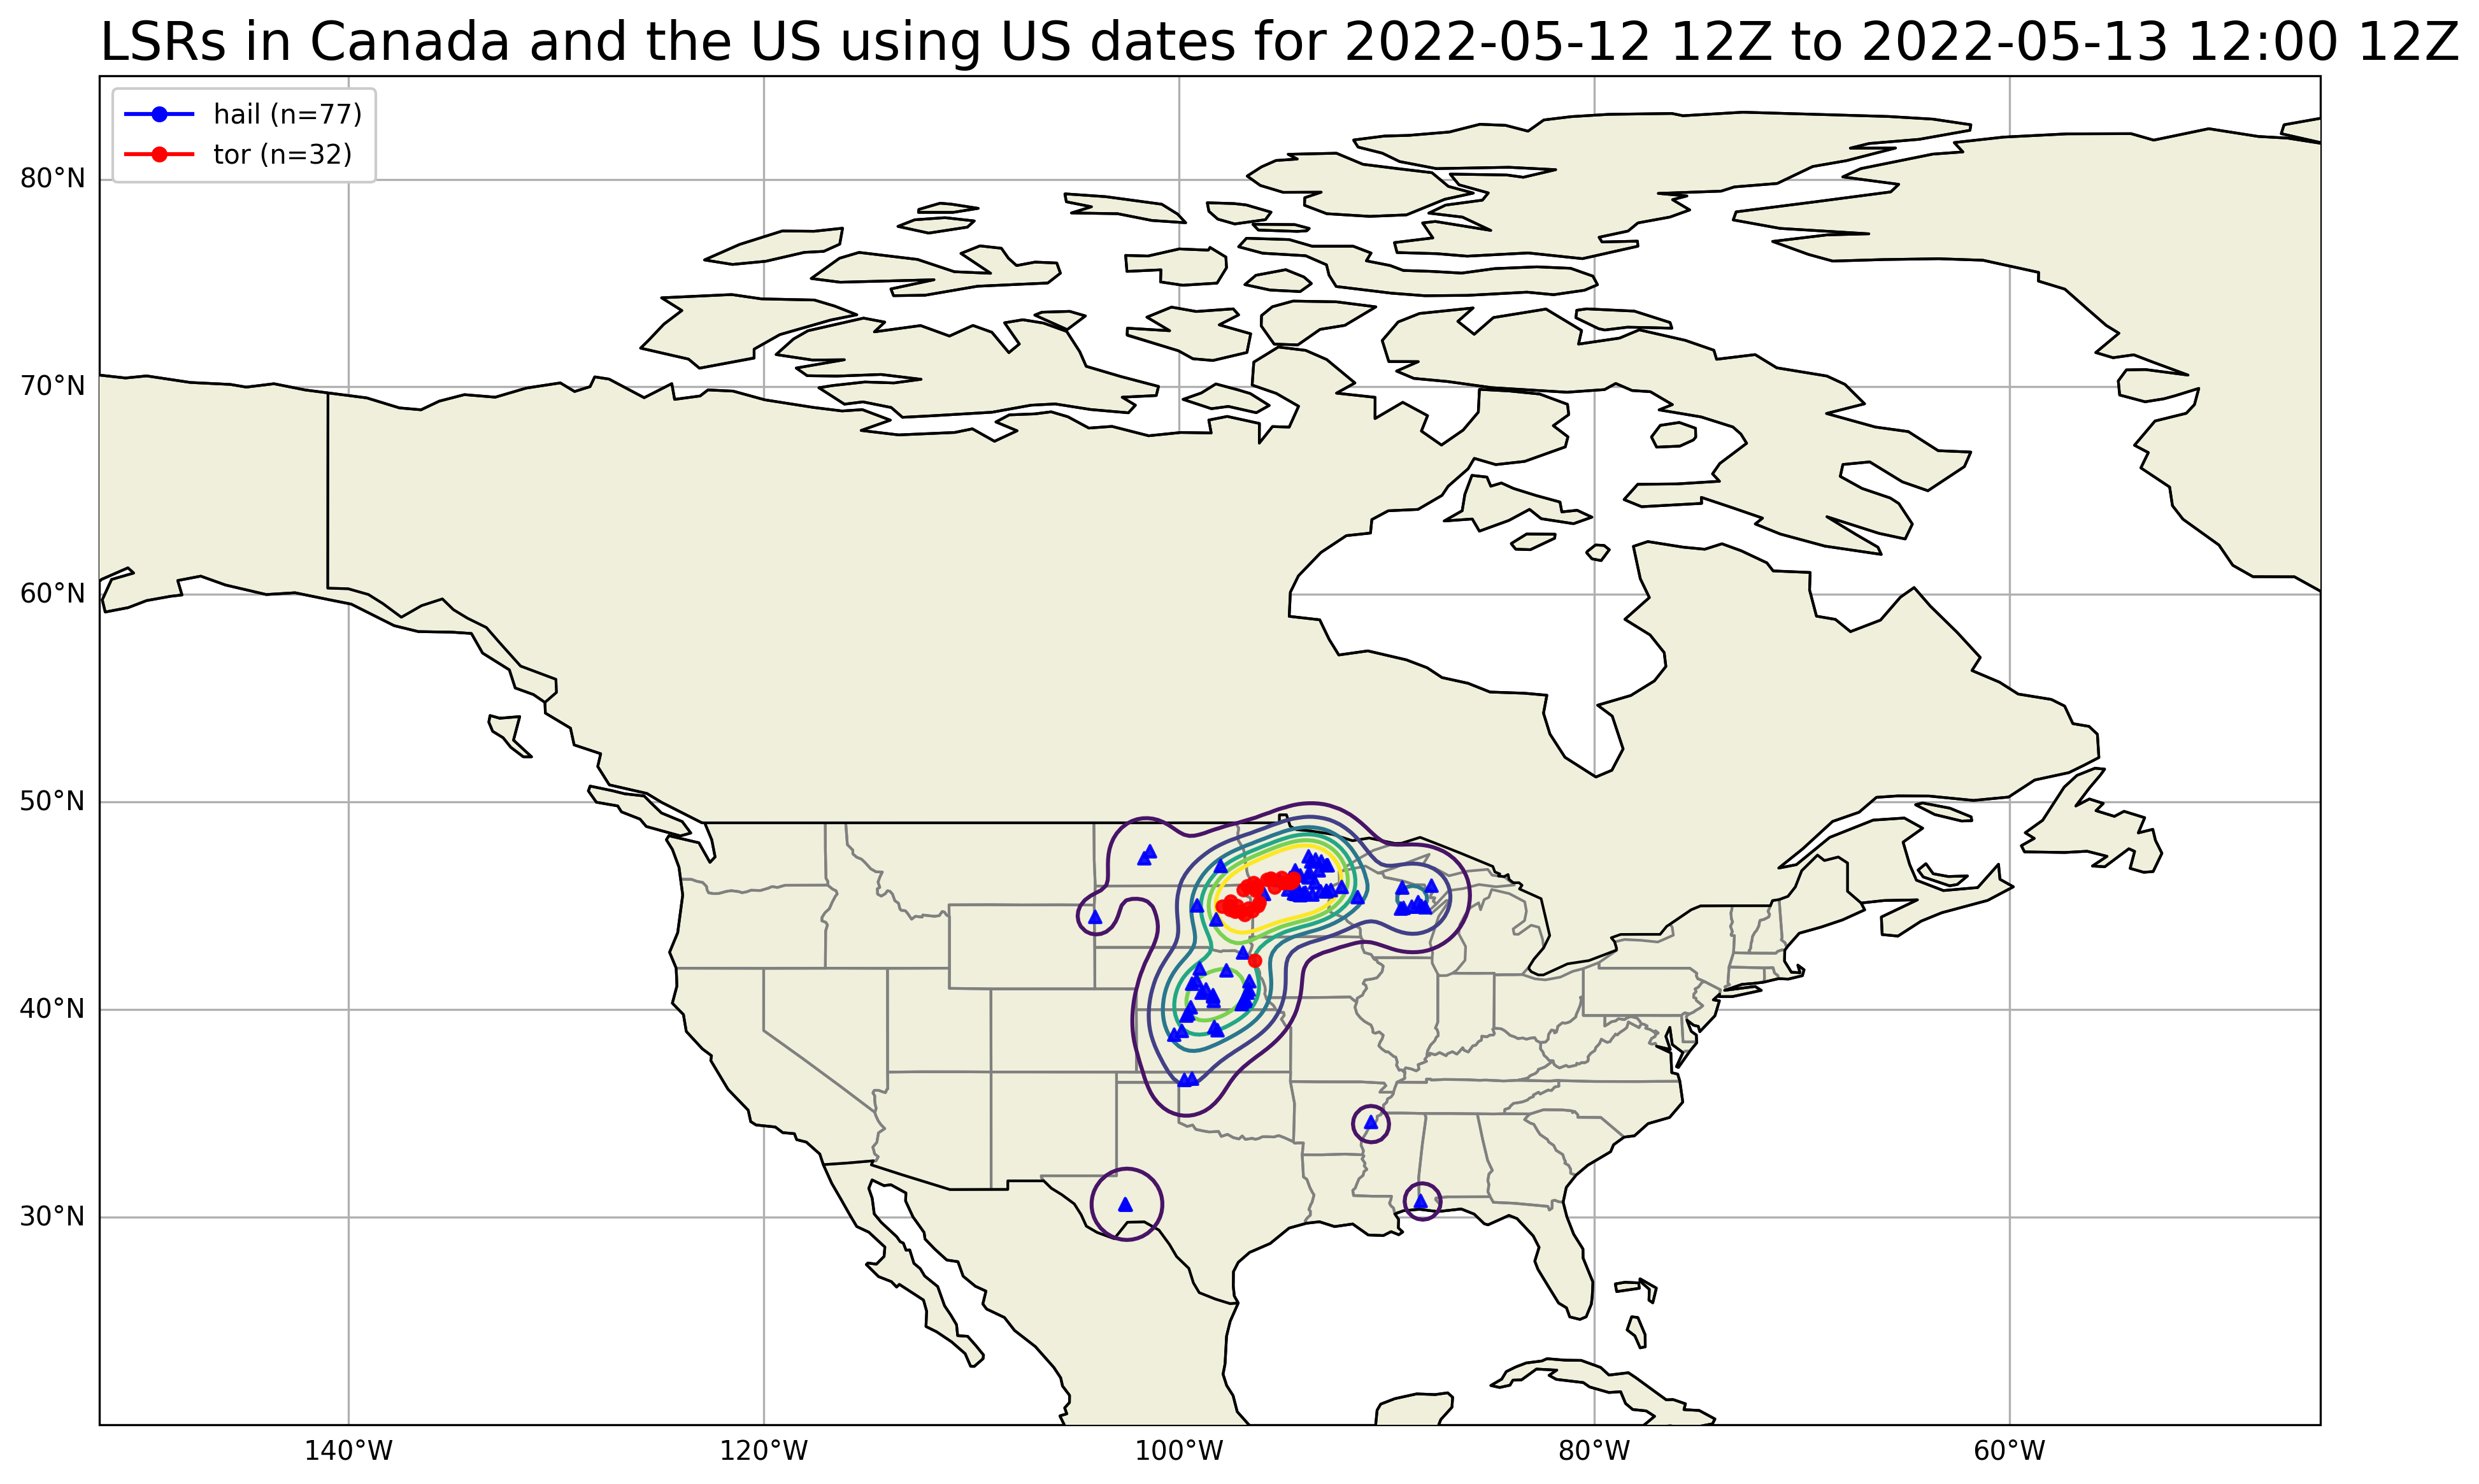 LSRs in Canada and the US using US dates for 2022-05-12 12Z to 2022-05-13 12:00 12Z
hail (n=77)
tor (n=32)
80°N
70°N
60°N
50°N
40°N
30°N
140°W 120°W 100°W 80°W 60°W